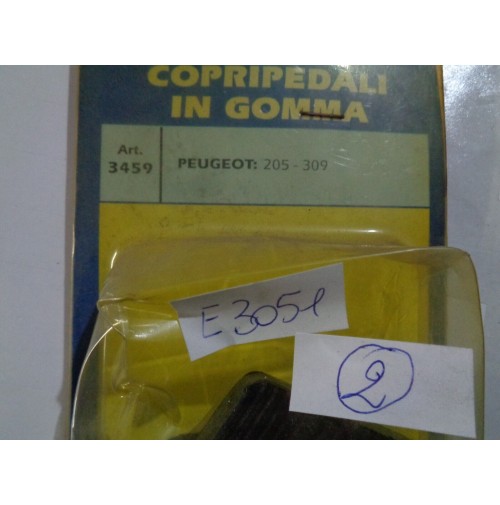 COPRIPEDALI
IN GOMMA
Art.
3459
PEUGEOT: 205 - 309
E3051
2